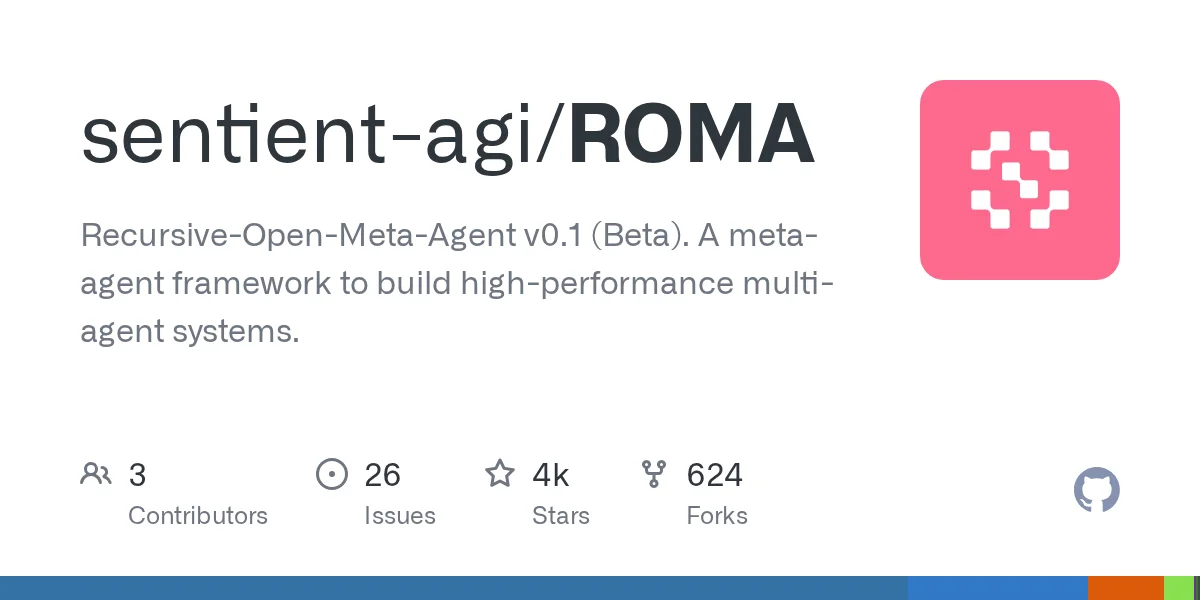 sentient-agi/ROMA
Recursive-Open-Meta-Agent v0.1 (Beta). A meta-
agent framework to build high-performance multi-
agent systems.
3 26 4k 624
Contributors Issues Stars Forks